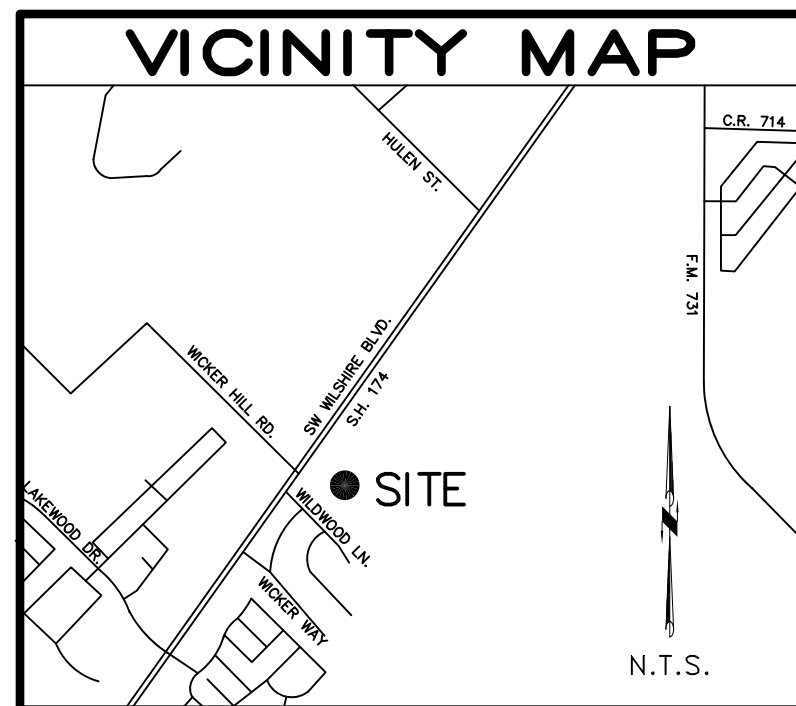 VICINITY MAP
C.R. 714
HULEN ST.
F.M. 731
SW WILSHIRE BLVD.
S.H. 174
WICKER HILL RD.
SITE
LAKEWOOD DR.
WILDWOOD LN.
WICKER WAY
N
N.T.S.